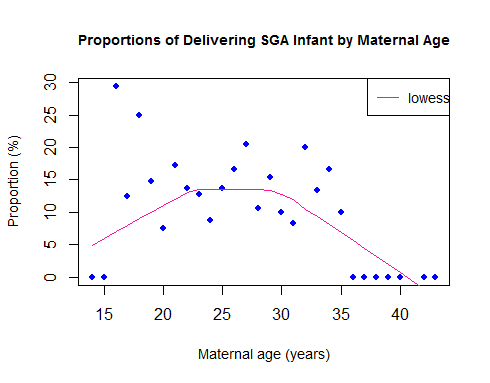 Proportions of Delivering SGA Infant by Maternal Age
lowess
Proportion (%)
30
25
20
15
10
5
0
15 20 25 30 35 40
Maternal age (years)